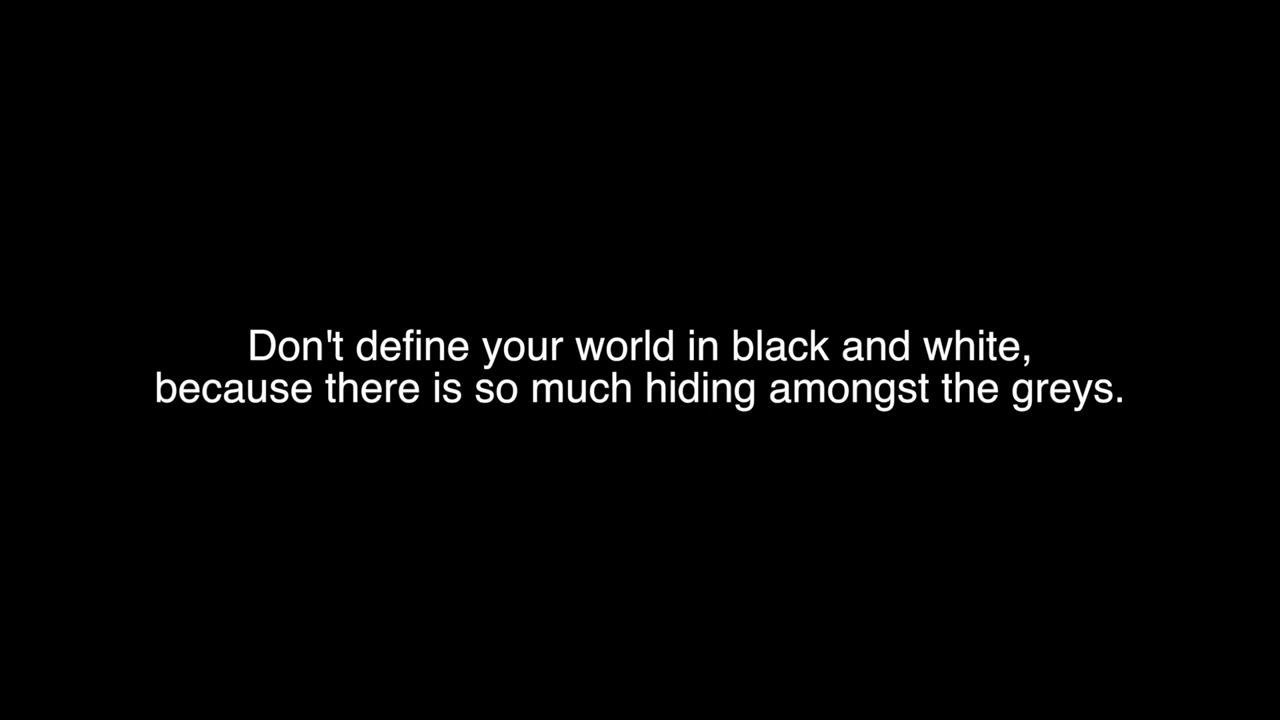 Don't define your world in black and white,
because there is so much hiding amongst the greys.